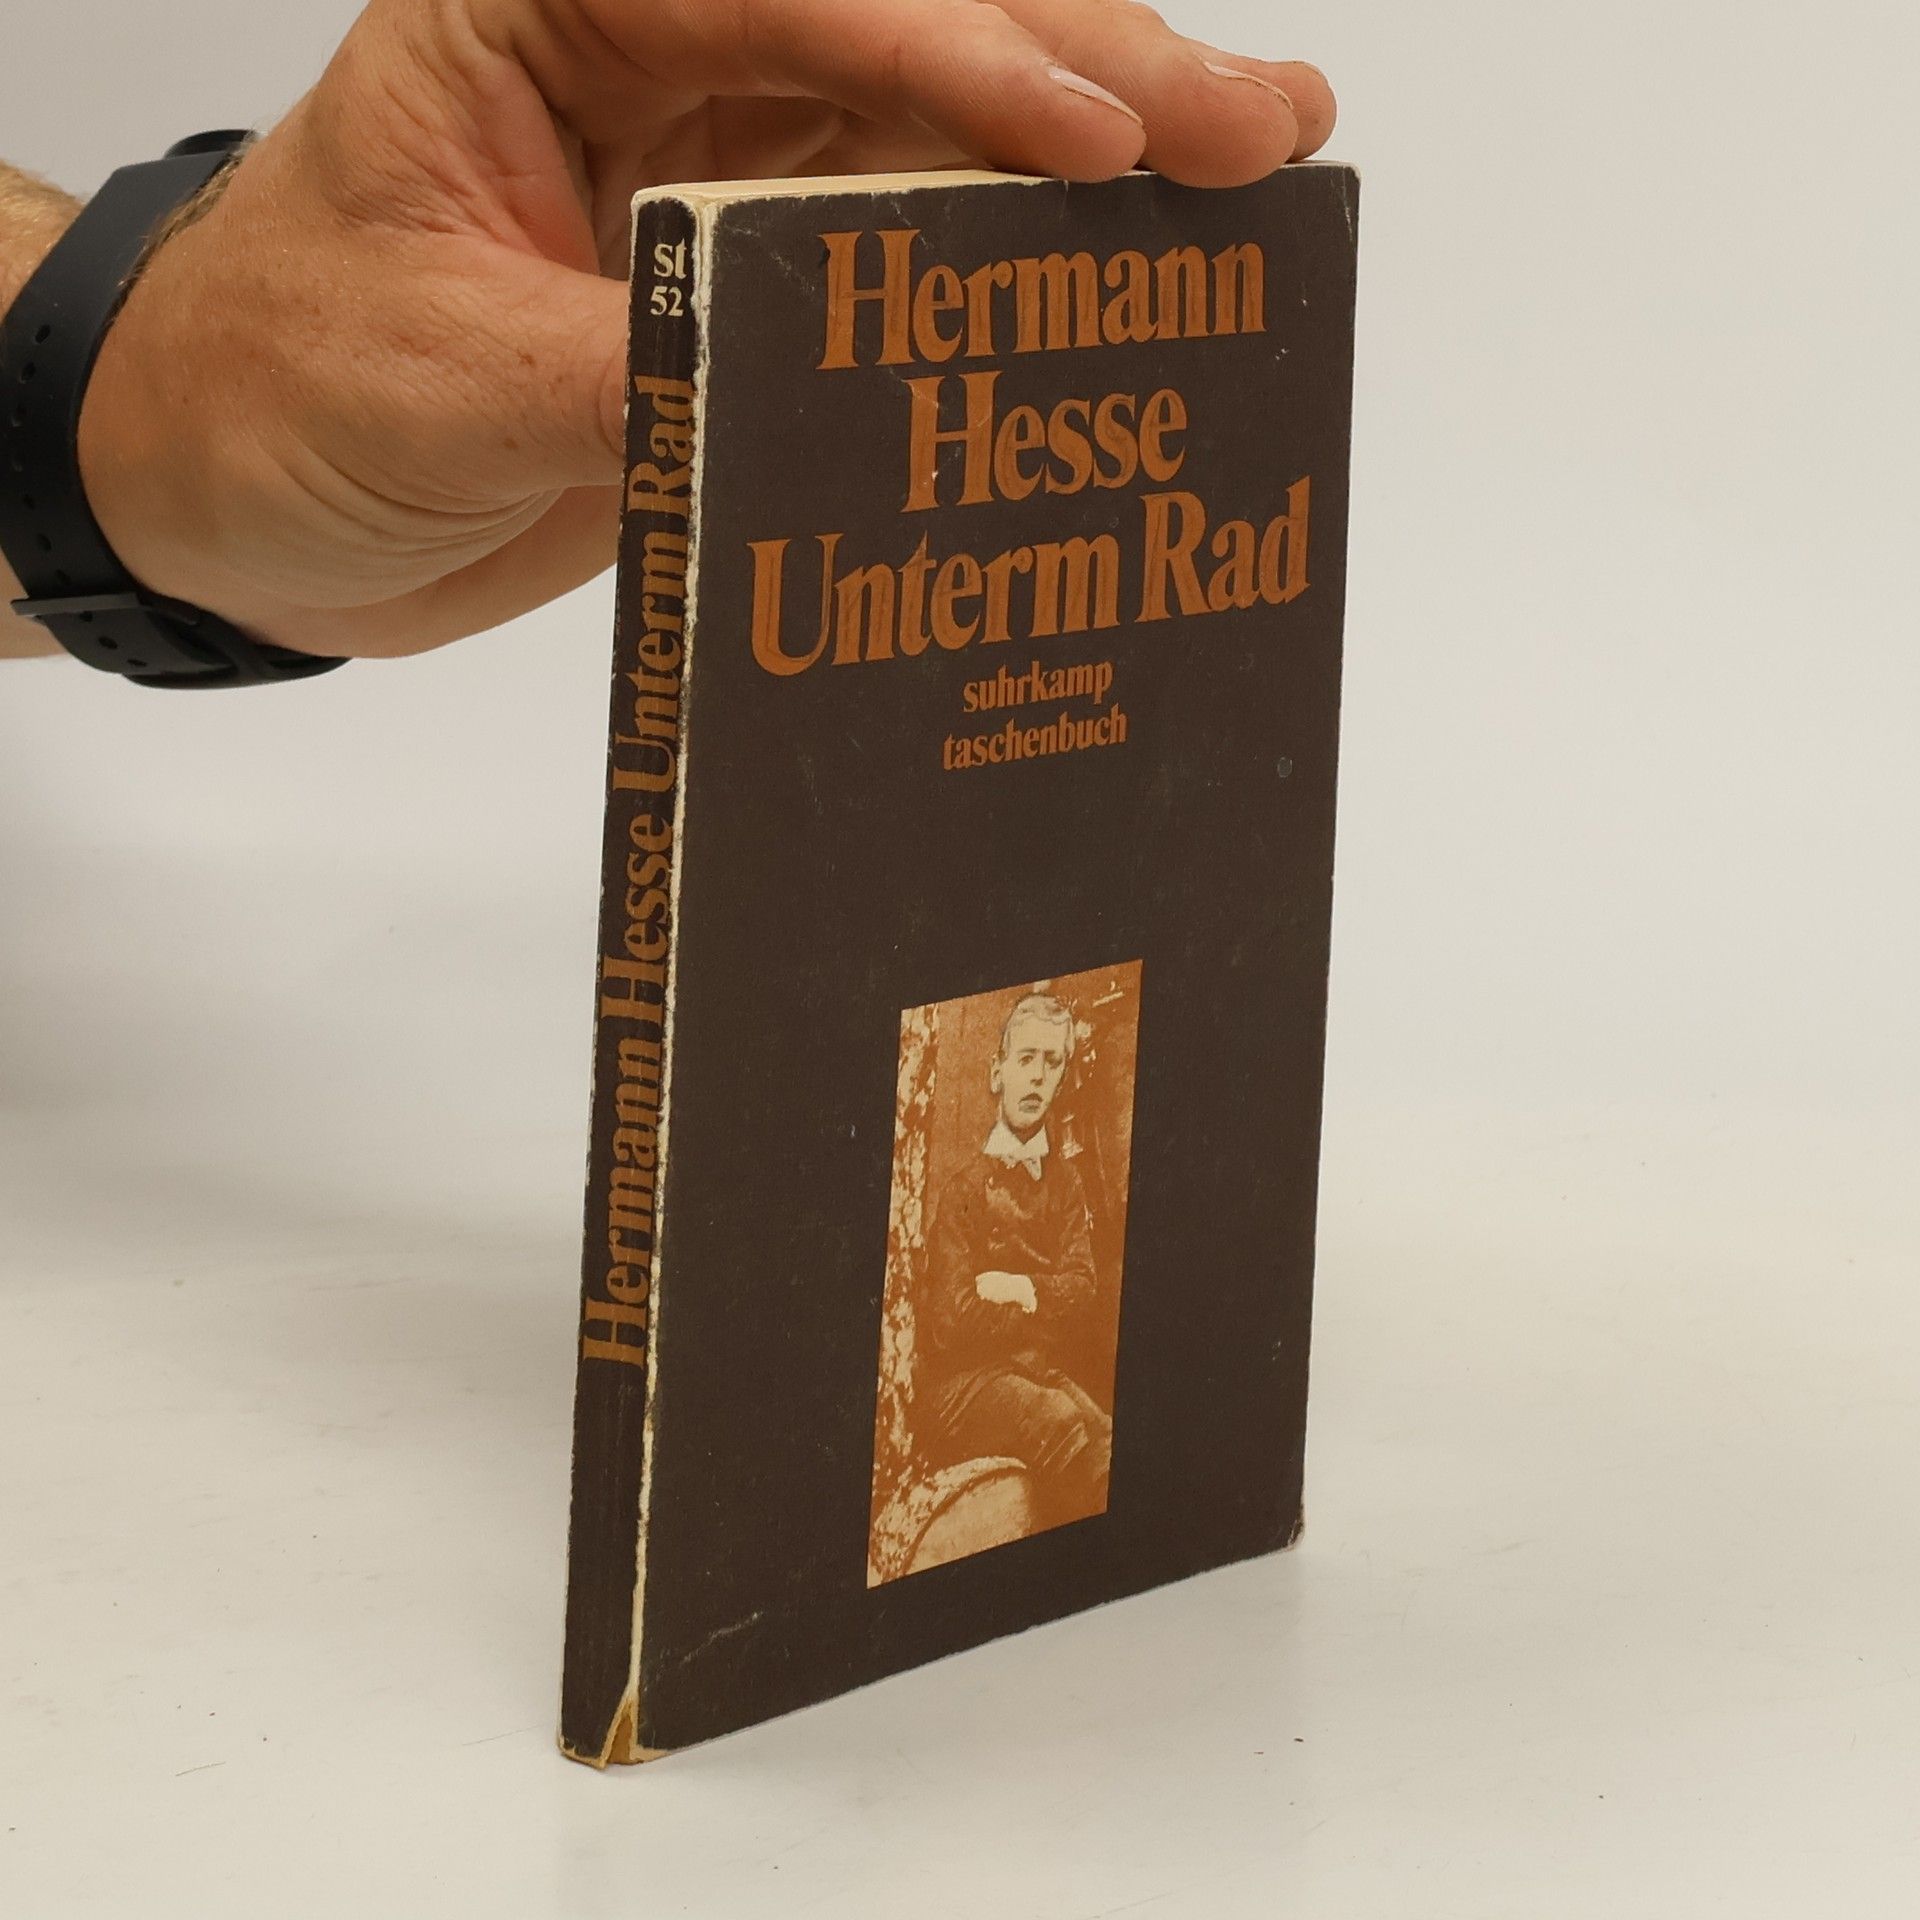 st
52
Hermann Hesse Unterm Rad
Hermann
Hesse
Unterm Rad
suhrkamp
taschenbuch